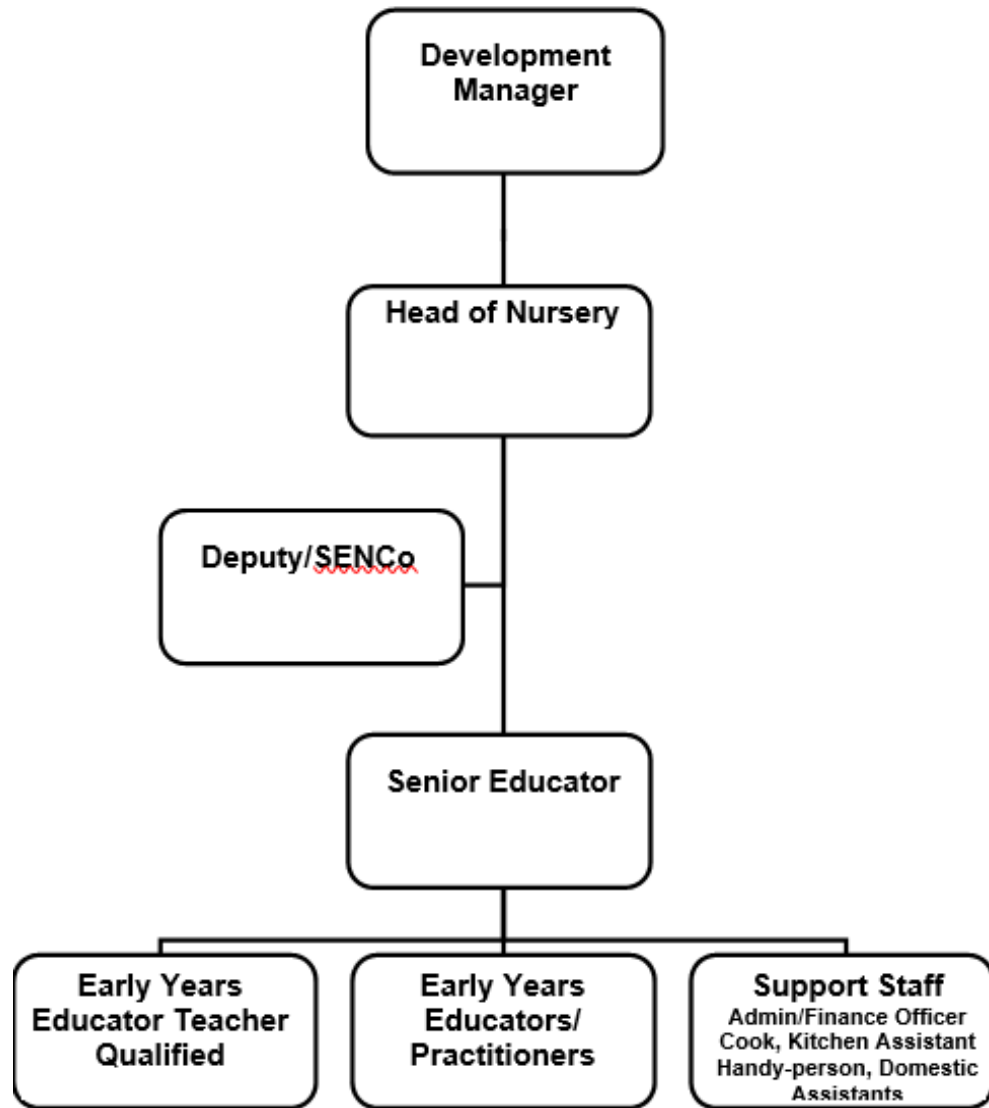 Development
Manager
Head of Nursery
Deputy/SENCo
Senior Educator
Early Years
Educator Teacher
Qualified
Early Years
Educators/
Practitioners
Support Staff
Admin/Finance Officer
Cook, Kitchen Assistant
Handy-person, Domestic
Assistants